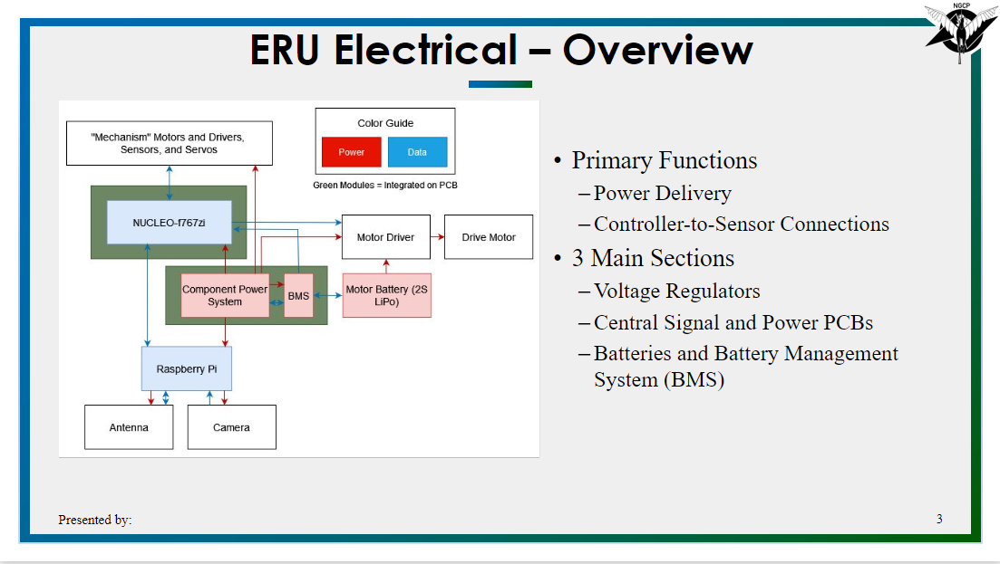 NGCP
ERU Electrical – Overview
"Mechanism" Motors and Drivers,
Sensors, and Servos
Color Guide
Power
Data
Green Modules = Integrated on PCB
NUCLEO-f767zi
Motor Driver
Drive Motor
Component Power
System
BMS
Motor Battery (2S
LiPo)
Raspberry Pi
Antenna
Camera
• Primary Functions
–Power Delivery
–Controller-to-Sensor Connections
• 3 Main Sections
–Voltage Regulators
–Central Signal and Power PCBs
–Batteries and Battery Management
System (BMS)
Presented by:
3